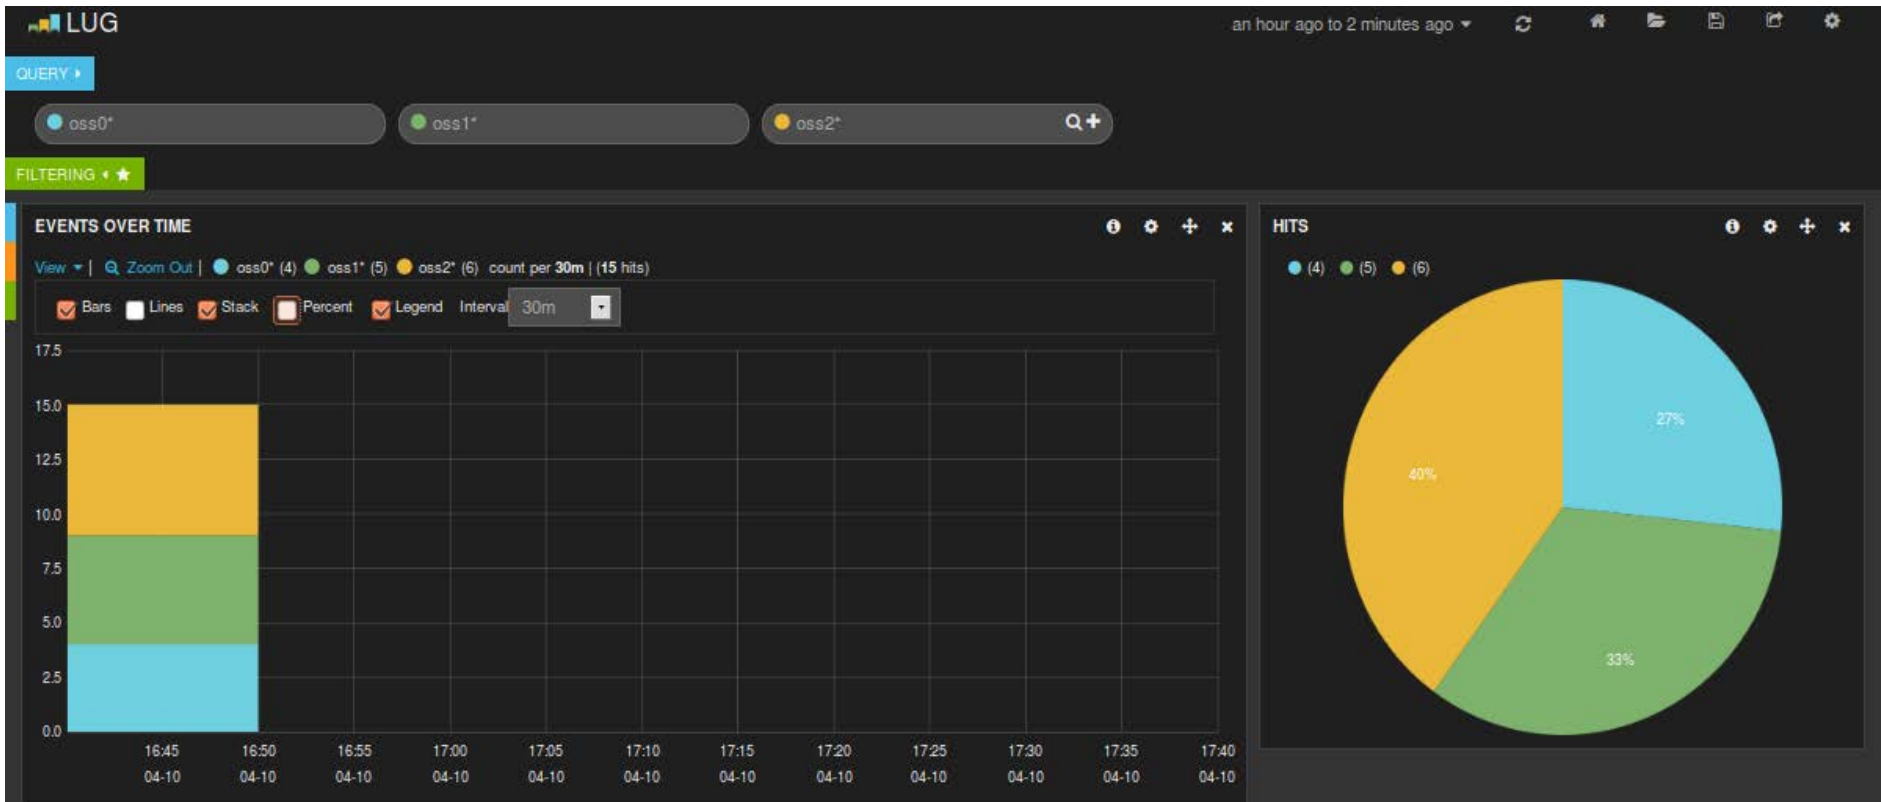 LUG
an hour ago to 2 minutes ago
QUERY
oss0* oss1* oss2*
FILTERING
EVENTS OVER TIME
View | Zoom Out | oss0* (4) oss1* (5) oss2* (6) count per 30m | (15 hits)
Bars Lines Stack Percent Legend Interval 30m
17.5
15.0
12.5
10.0
7.5
5.0
2.5
0.0
16:45 16:50 16:55 17:00 17:05 17:10 17:15 17:20 17:25 17:30 17:35 17:40
04-10 04-10 04-10 04-10 04-10 04-10 04-10 04-10 04-10 04-10 04-10 04-10
HITS
(4) (5) (6)
27%
40%
33%